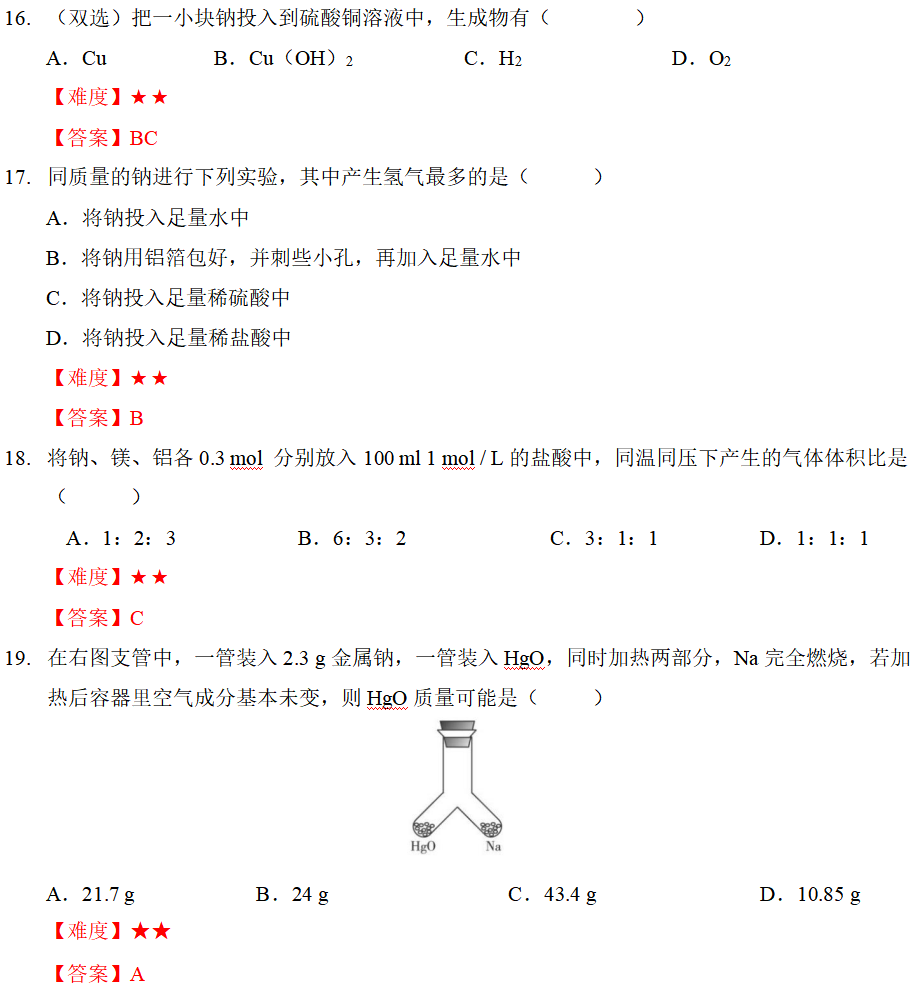 16. （双选）把一小块钠投入到硫酸铜溶液中，生成物有（　　　）
A．Cu B．Cu（OH）2 C．H2 D．O2
【难度】★★
【答案】BC
17. 同质量的钠进行下列实验，其中产生氢气最多的是（　　　）
A．将钠投入足量水中
B．将钠用铝箔包好，并刺些小孔，再加入足量水中
C．将钠投入足量稀硫酸中
D．将钠投入足量稀盐酸中
【难度】★★
【答案】B
18. 将钠、镁、铝各 0.3 mol 分别放入 100 ml 1 mol / L 的盐酸中，同温同压下产生的气体体积比是
（　　　）
A．1：2：3 B．6：3：2 C．3：1：1 D．1：1：1
【难度】★★
【答案】C
19. 在右图支管中，一管装入 2.3 g 金属钠，一管装入 HgO，同时加热两部分，Na 完全燃烧，若加
热后容器里空气成分基本未变，则 HgO 质量可能是（　　　）
HgO Na
A．21.7 g B．24 g C．43.4 g D．10.85 g
【难度】★★
【答案】A